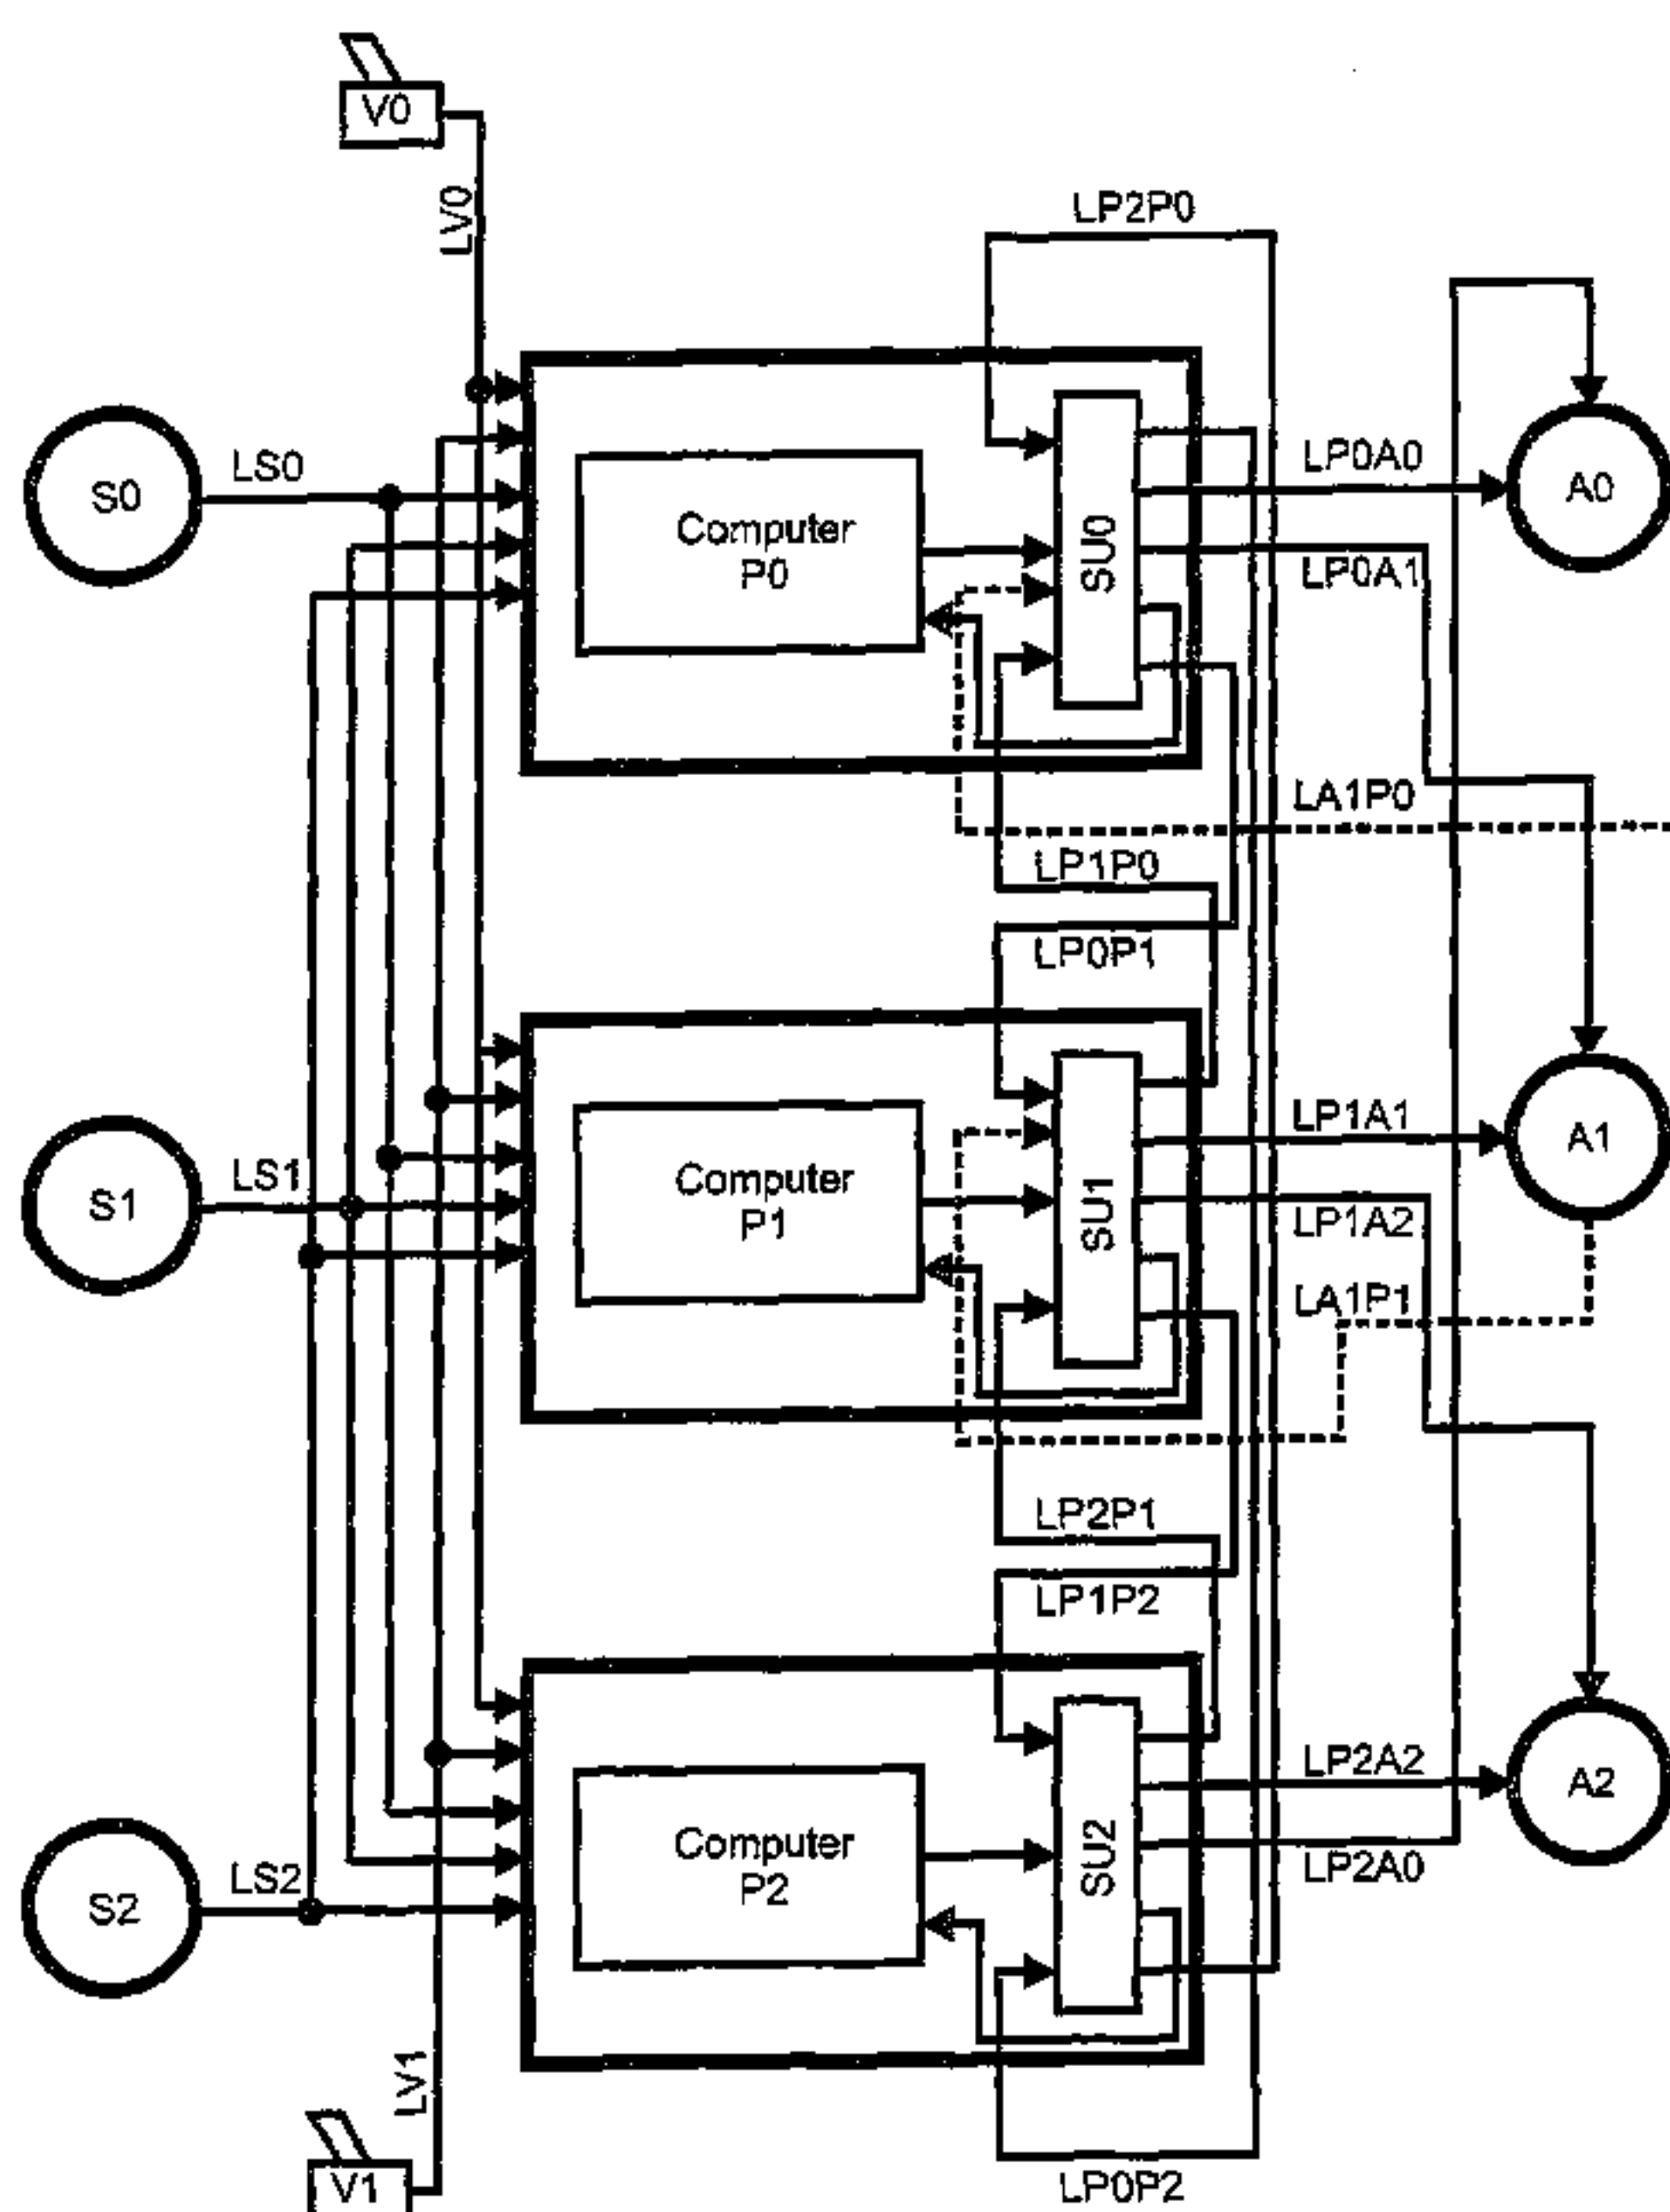 V0
LV0
LP2P0
S0
LS0
Computer
P0
SU0
LP0A0
A0
LP0A1
LA1P0
LP1P0
LP0P1
S1
LS1
Computer
P1
SU1
LP1A1
A1
LP1A2
LA1P1
LP2P1
LP1P2
S2
LS2
Computer
P2
SU2
LP2A2
A2
LP2A0
LV1
V1
LP0P2